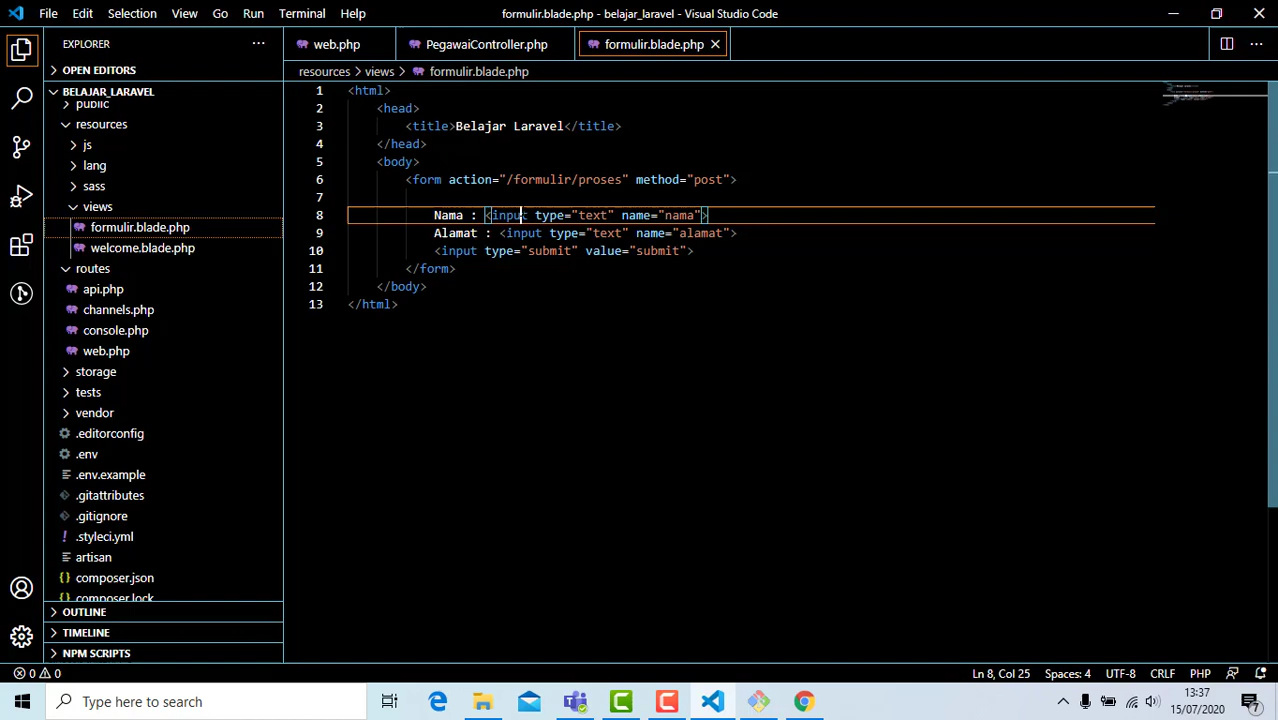 File Edit Selection View Go Run Terminal Help
formulir.blade.php - belajar_laravel - Visual Studio Code
EXPLORER
web.php
PegawaiController.php
formulir.blade.php
OPEN EDITORS
resources > views > formulir.blade.php
BELAJAR_LARAVEL
public
resources
js
lang
sass
views
formulir.blade.php
welcome.blade.php
routes
api.php
channels.php
console.php
web.php
storage
tests
vendor
.editorconfig
.env
.env.example
.gitattributes
.gitignore
.styleci.yml
artisan
composer.json
composer.lock
OUTLINE
TIMELINE
NPM SCRIPTS
1 <html>
2 <head>
3 <title>Belajar Laravel</title>
4 </head>
5 <body>
6 <form action="/formulir/proses" method="post">
7
8 Nama : <input type="text" name="nama">
9 Alamat : <input type="text" name="alamat">
10 <input type="submit" value="submit">
11 </form>
12 </body>
13 </html>
0 0
Ln 8, Col 25 Spaces: 4 UTF-8 CRLF PHP
Type here to search
13:37
15/07/2020
7